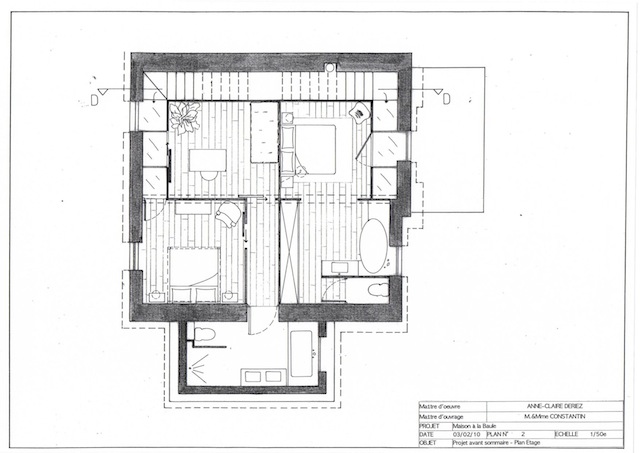 D
D
Maître d'oeuvre ANNE-CLAIRE DERIEZ
Maître d'ouvrage M.&Mme CONSTANTIN
PROJET Maison à la Baule
DATE 03/02/10 PLAN N° 2 ECHELLE 1/50e
OBJET Projet avant sommaire - Plan Etage